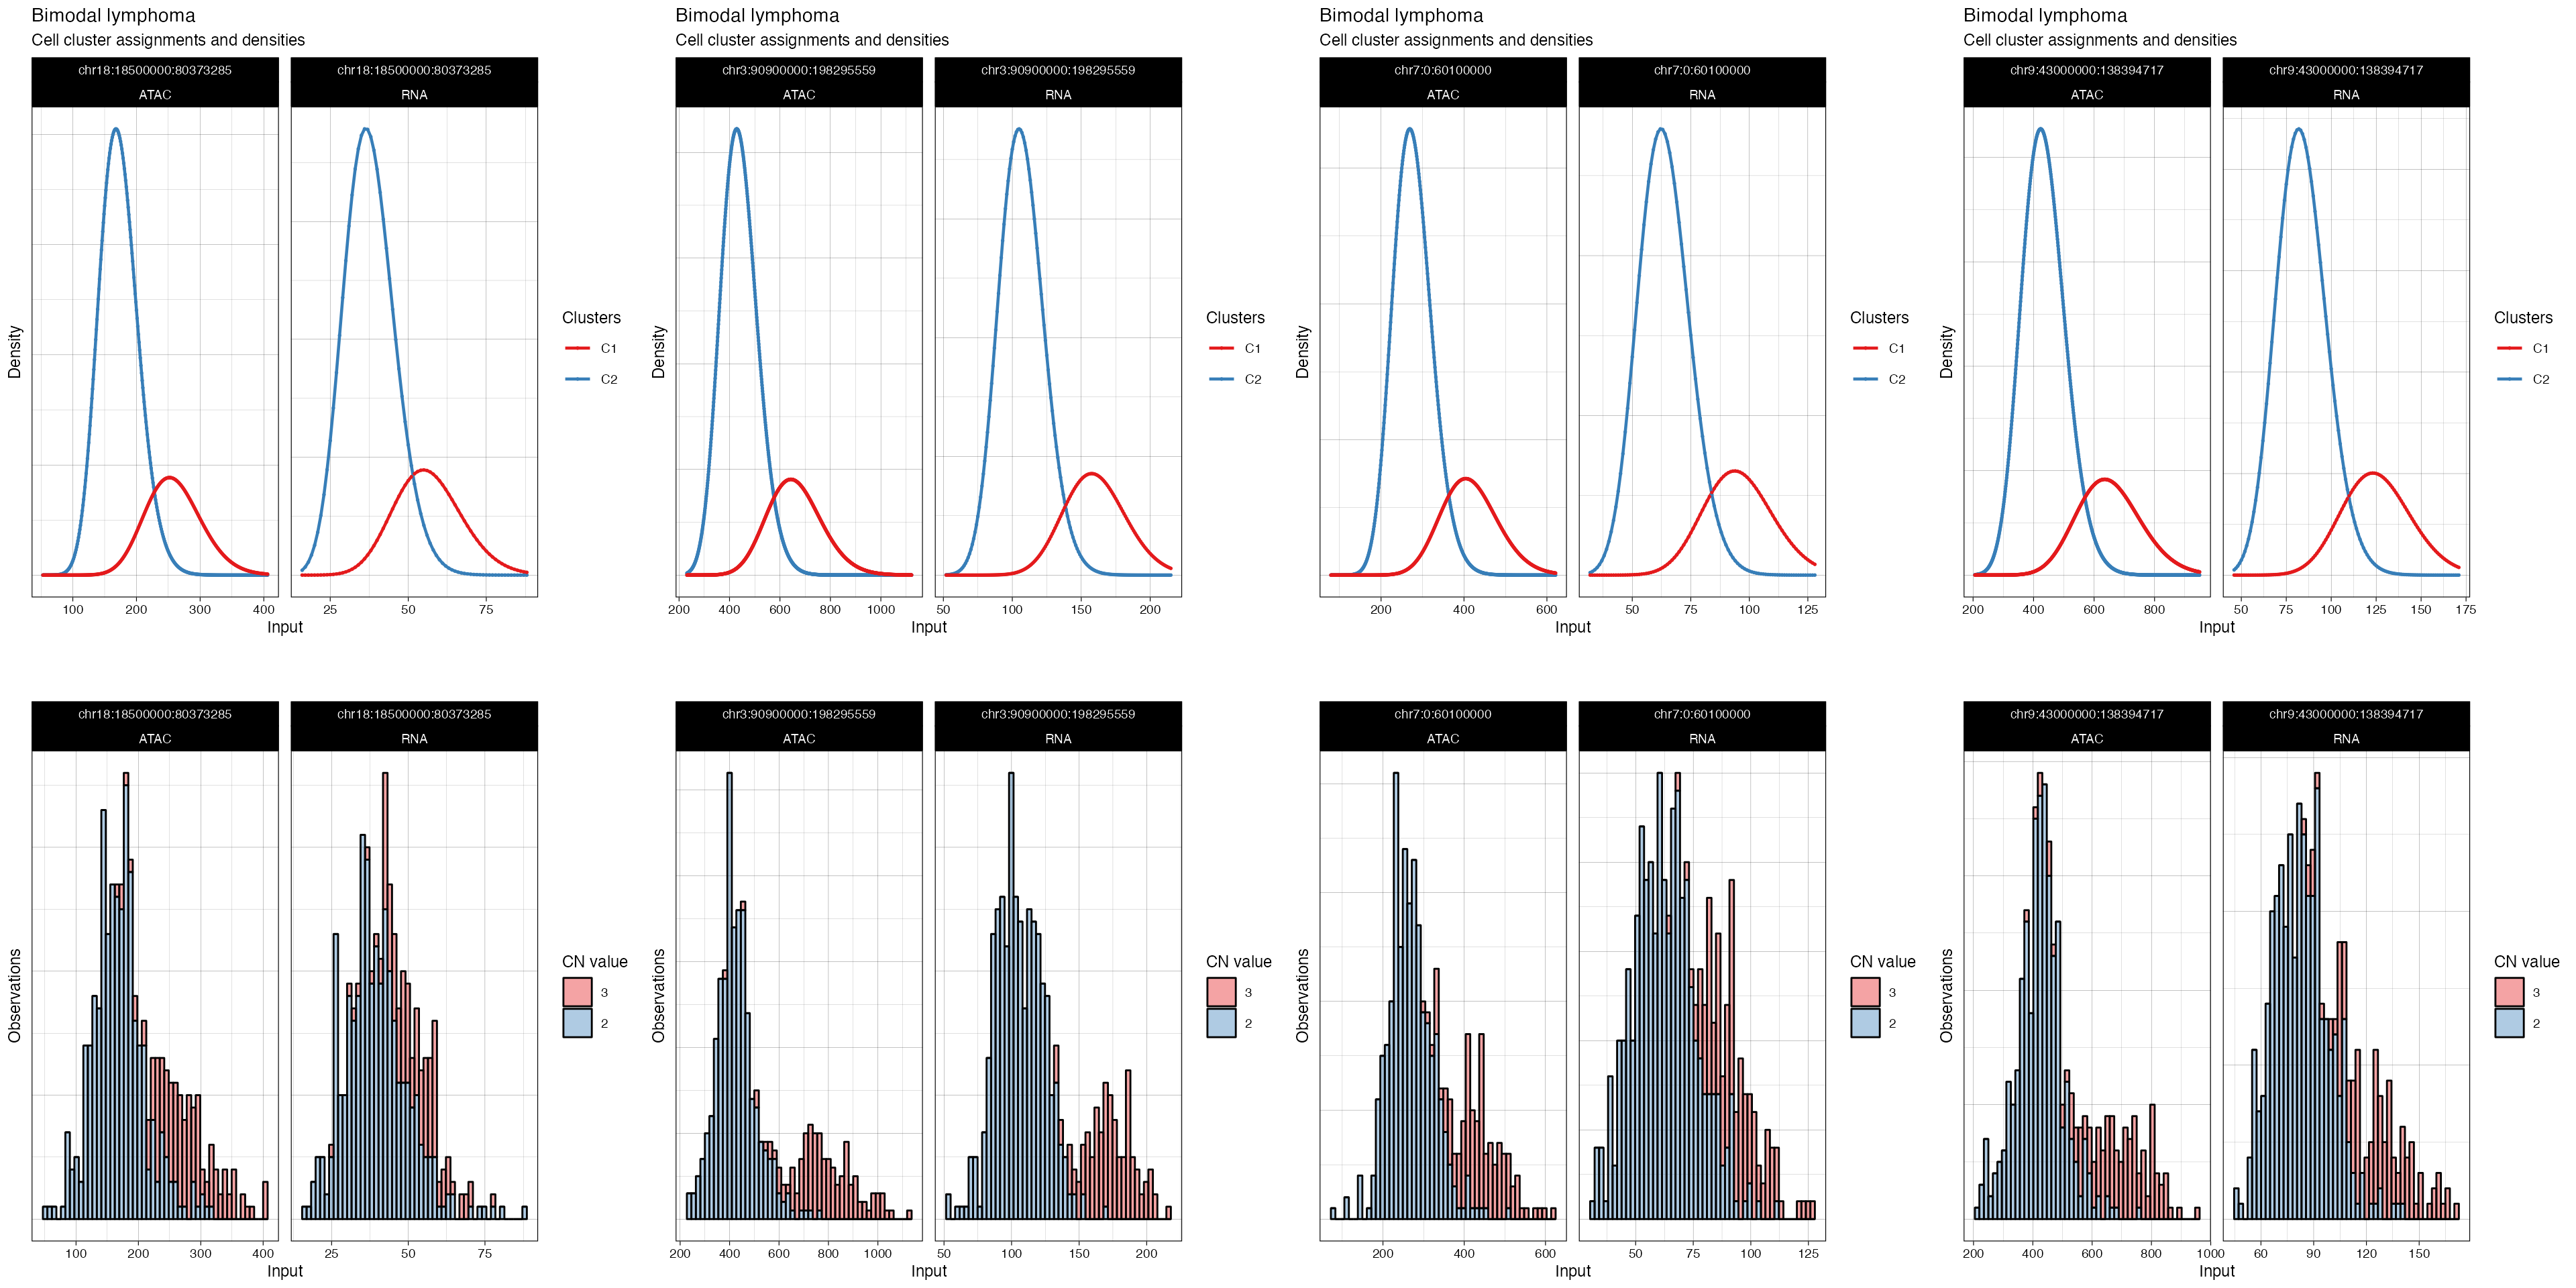 Bimodal lymphoma
Cell cluster assignments and densities
chr18:18500000:80373285
ATAC
chr18:18500000:80373285
RNA
Density
100 200 300 400
25 50 75
Input
Clusters
C1
C2
Bimodal lymphoma
Cell cluster assignments and densities
chr3:90900000:198295559
ATAC
chr3:90900000:198295559
RNA
Density
200 400 600 800 1000
50 100 150 200
Input
Clusters
C1
C2
Bimodal lymphoma
Cell cluster assignments and densities
chr7:0:60100000
ATAC
chr7:0:60100000
RNA
Density
200 400 600
50 75 100 125
Input
Clusters
C1
C2
Bimodal lymphoma
Cell cluster assignments and densities
chr9:43000000:138394717
ATAC
chr9:43000000:138394717
RNA
Density
200 400 600 800
50 75 100 125 150 175
Input
Clusters
C1
C2
chr18:18500000:80373285
ATAC
chr18:18500000:80373285
RNA
Observations
100 200 300 400
25 50 75
Input
CN value
3
2
chr3:90900000:198295559
ATAC
chr3:90900000:198295559
RNA
Observations
200 400 600 800 1000
50 100 150 200
Input
CN value
3
2
chr7:0:60100000
ATAC
chr7:0:60100000
RNA
Observations
200 400 600
50 75 100 125
Input
CN value
3
2
chr9:43000000:138394717
ATAC
chr9:43000000:138394717
RNA
Observations
200 400 600 800 1000
60 90 120 150
Input
CN value
3
2